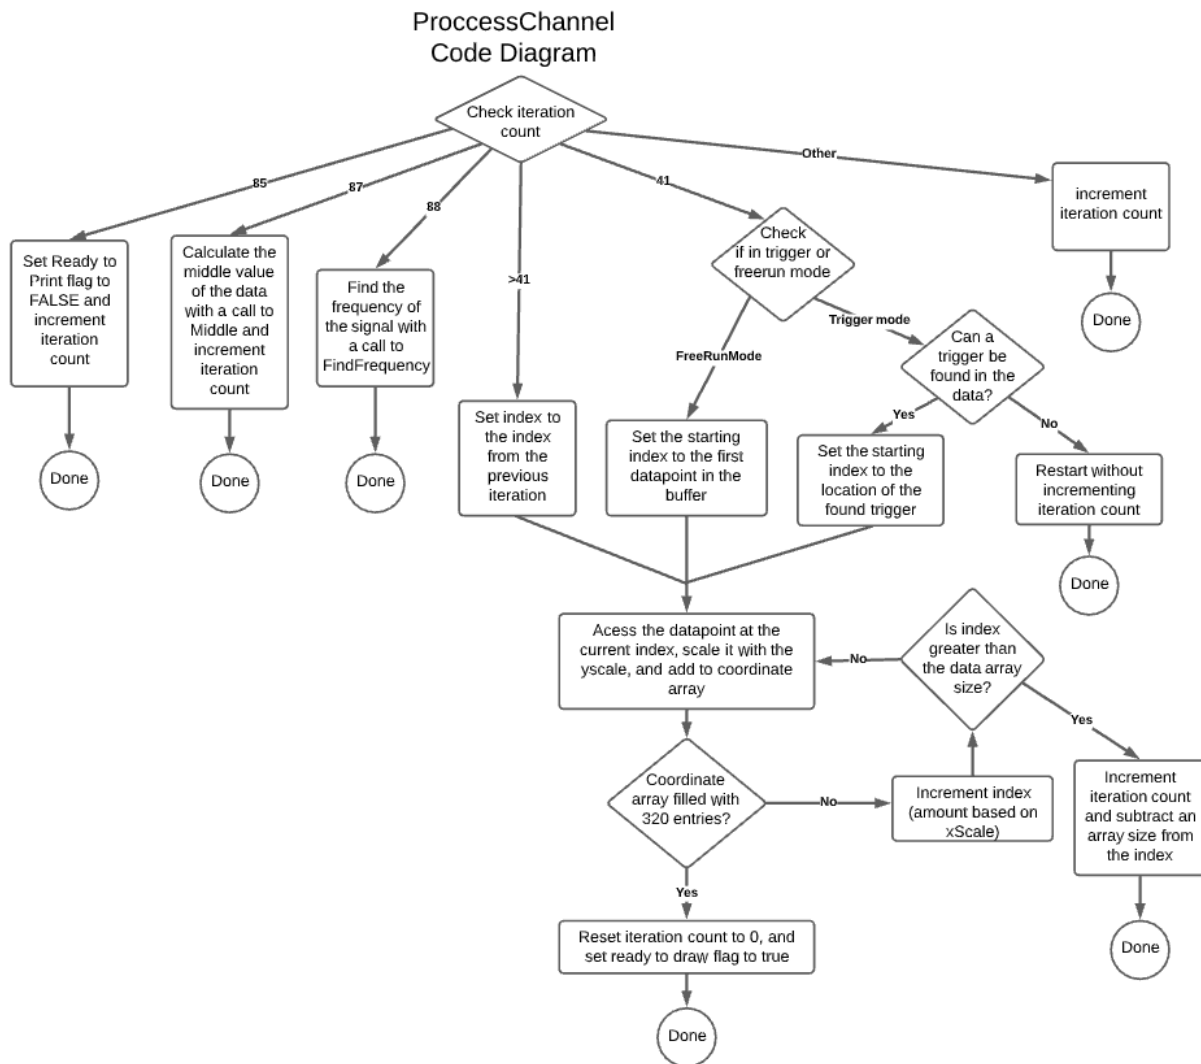 ProccessChannel
Code Diagram
Check iteration
count
85
87
88
>41
41
Other
increment
iteration count
Done
Set Ready to
Print flag to
FALSE and
increment
iteration
count
Done
Calculate the
middle value
of the data
with a call to
Middle and
increment
iteration
count
Done
Find the
frequency of
the signal with
a call to
FindFrequency
Done
Check
if in trigger or
freerun mode
FreeRunMode
Trigger mode
Can a
trigger be
found in the
data?
Yes
No
Set index to
the index
from the
previous
iteration
Set the starting
index to the first
datapoint in the
buffer
Set the starting
index to the
location of the
found trigger
Restart without
incrementing
iteration count
Done
Acess the datapoint at the
current index, scale it with the
yscale, and add to coordinate
array
No
Is index
greater than
the data array
size?
Yes
Coordinate
array filled with
320 entries?
No
Increment index
(amount based on
xScale)
Increment
iteration count
and subtract an
array size from
the index
Done
Yes
Reset iteration count to 0, and
set ready to draw flag to true
Done